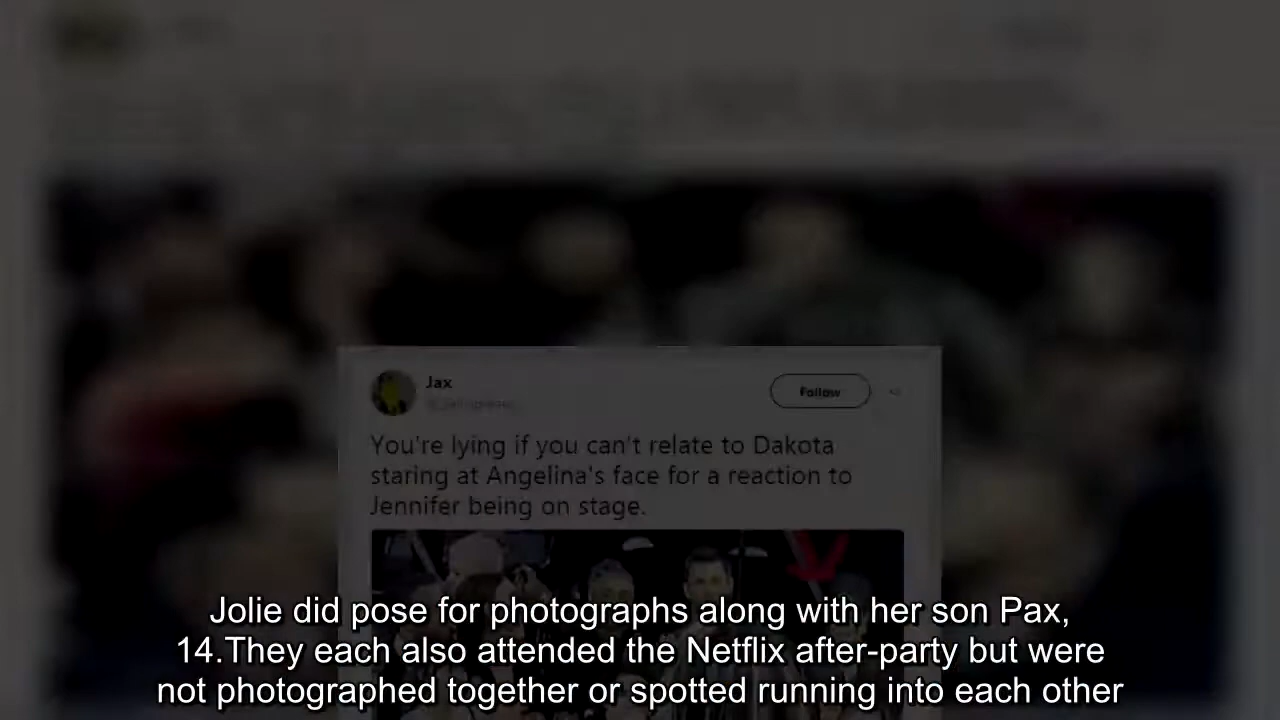 Jax
Follow
You're lying if you can't relate to Dakota
staring at Angelina's face for a reaction to
Jennifer being on stage.
Jolie did pose for photographs along with her son Pax,
14.They each also attended the Netflix after-party but were
not photographed together or spotted running into each other